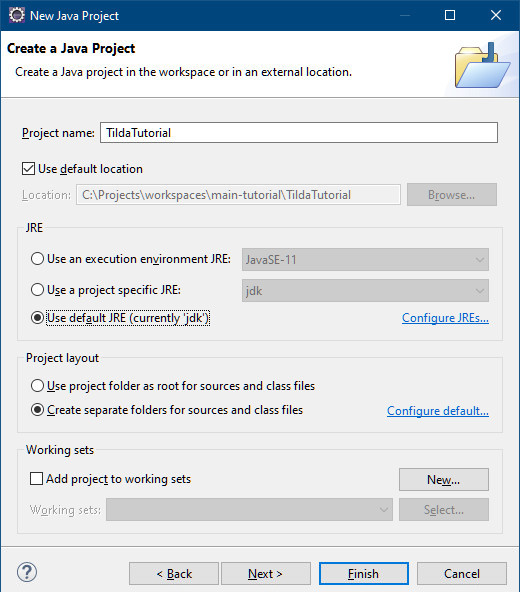 New Java Project
Create a Java Project
Create a Java project in the workspace or in an external location.
Project name: TildaTutorial
Use default location
Location: C:\Projects\workspaces\main-tutorial\TildaTutorial Browse...
JRE
Use an execution environment JRE: JavaSE-11
Use a project specific JRE: jdk
Use default JRE (currently 'jdk') Configure JREs...
Project layout
Use project folder as root for sources and class files
Create separate folders for sources and class files Configure default...
Working sets
Add project to working sets New...
Working sets: Select...
? < Back Next > Finish Cancel